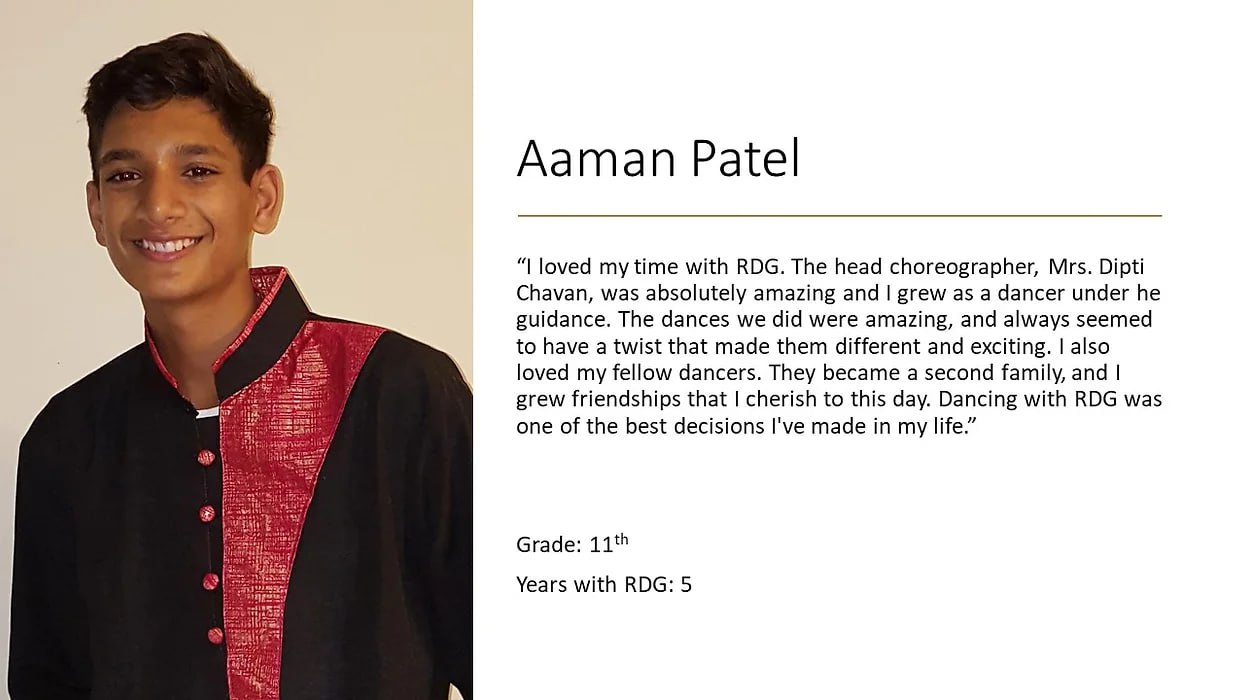 Aaman Patel
“I loved my time with RDG. The head choreographer, Mrs. Dipti
Chavan, was absolutely amazing and I grew as a dancer under he
guidance. The dances we did were amazing, and always seemed
to have a twist that made them different and exciting. I also
loved my fellow dancers. They became a second family, and I
grew friendships that I cherish to this day. Dancing with RDG was
one of the best decisions I've made in my life.”
Grade: 11th
Years with RDG: 5